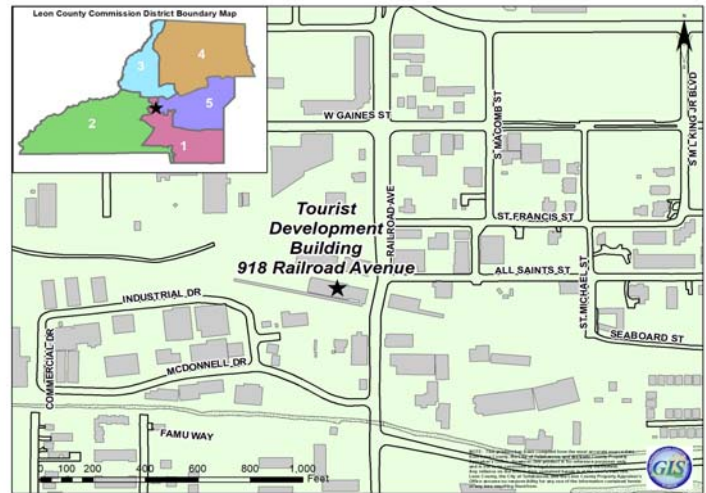 Leon County Commission District Boundary Map
4
3
5
2
1
N
W GAINES ST
S MACOMB ST
S M L KING JR BLVD
Tourist
Development
Building
918 Railroad Avenue
RAILROAD AVE
ST. FRANCIS ST
ALL SAINTS ST
ST. MICHAEL ST
SEABOARD ST
INDUSTRIAL DR
COMMERCIAL DR
MCDONNELL DR
FAMU WAY
0 100 200 400 600 800 1,000
Feet
GIS